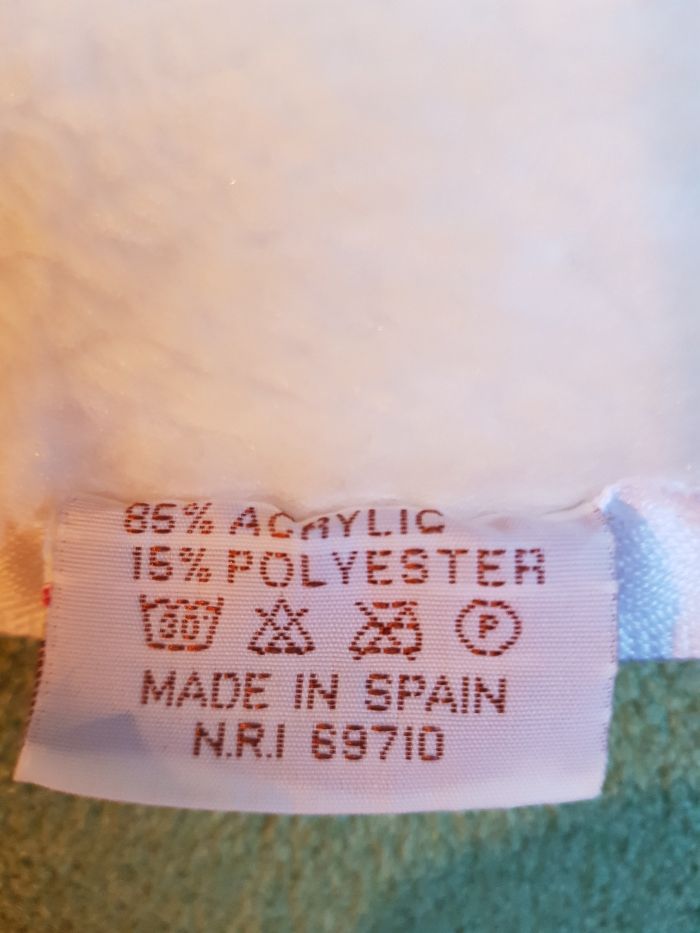 85% ACRYLIC
15% POLYESTER
30° P
MADE IN SPAIN
N.R.I 69710